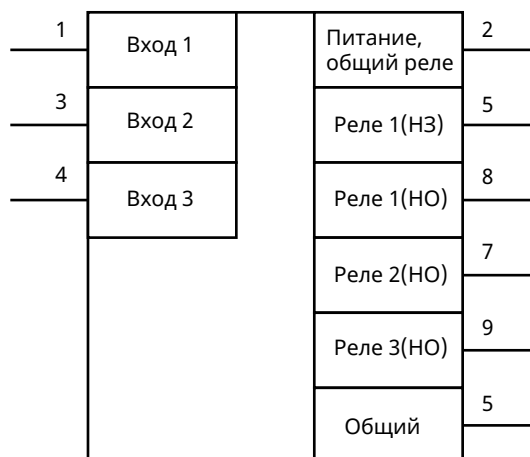 1
Вход 1
Питание,
общий реле
2
3
Вход 2
Реле 1(НЗ)
5
4
Вход 3
Реле 1(НО)
8
Реле 2(НО)
7
Реле 3(НО)
9
Общий
5